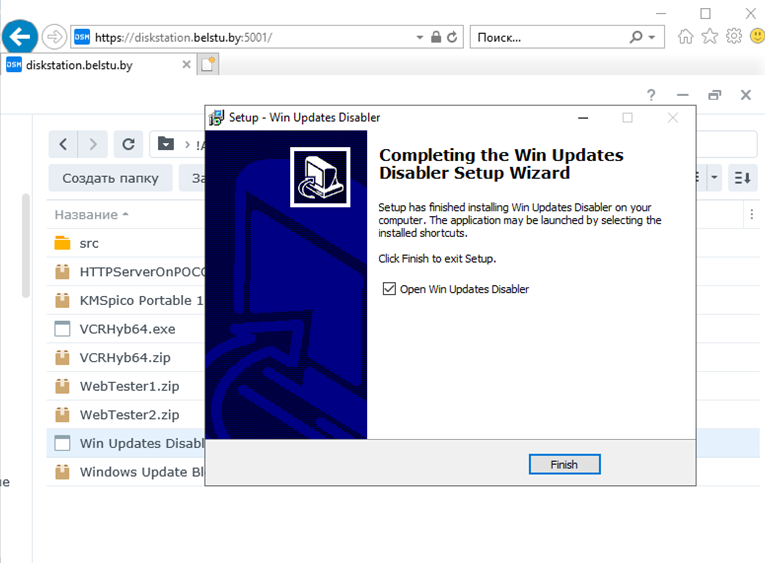 DSM https://diskstation.belstu.by:5001/
Поиск...
DSM diskstation.belstu.by
Setup - Win Updates Disabler
Completing the Win Updates
Disabler Setup Wizard
Setup has finished installing Win Updates Disabler on your
computer. The application may be launched by selecting the
installed shortcuts.
Click Finish to exit Setup.
Open Win Updates Disabler
Finish
Создать папку
За
Название
src
HTTPServerOnPOCO
KMSpico Portable 1
VCRHyb64.exe
VCRHyb64.zip
WebTester1.zip
WebTester2.zip
Win Updates Disabl
Windows Update Bl